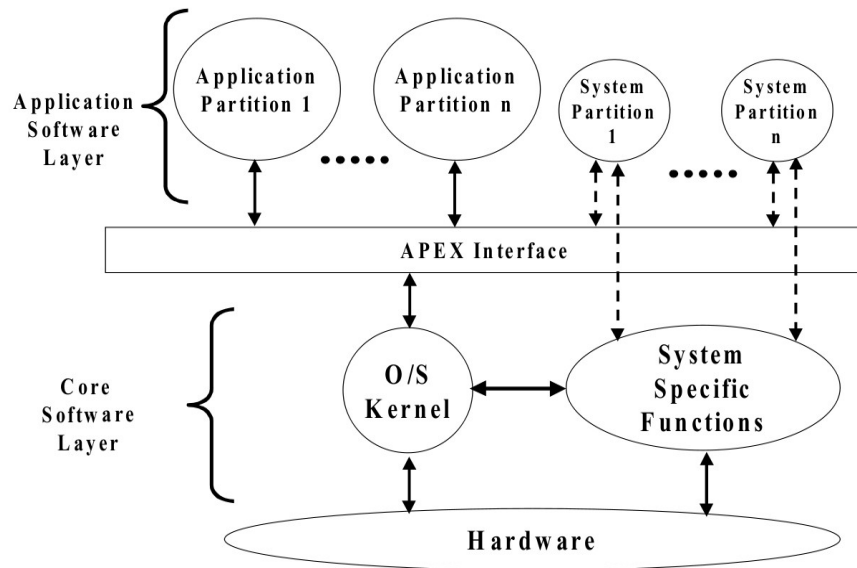 Application
Partition 1
Application
Partition n
System
Partition
1
System
Partition
n
Application
Software
Layer
APEX Interface
Core
Software
Layer
O/S
Kernel
System
Specific
Functions
Hardware